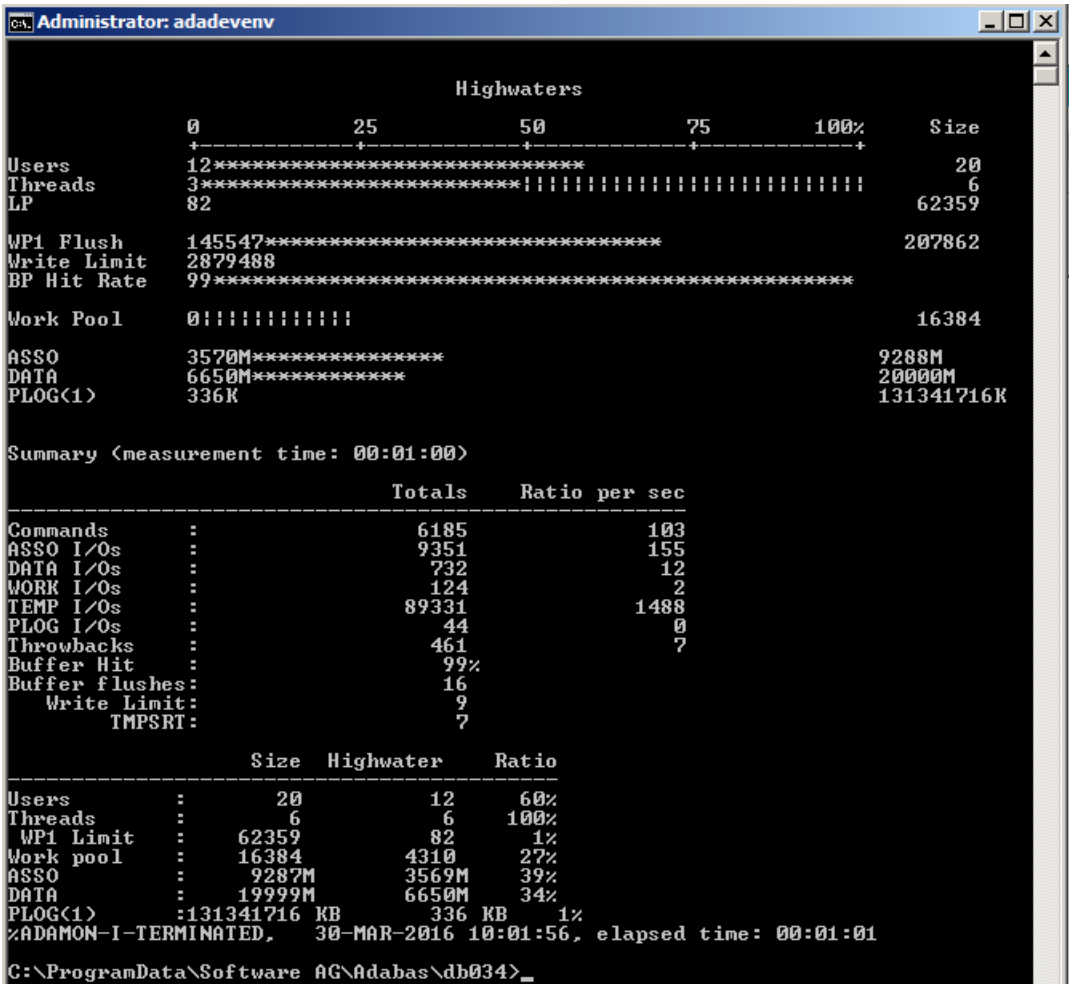 Administrator: adadevenv
Highwaters
0 25 50 75 100% Size
+------------+------------+------------+------------+
Users 12***************************** 20
Threads 3*************************¦¦¦¦¦¦¦¦¦¦¦¦¦¦¦¦¦¦¦¦¦¦¦¦¦¦¦ 6
LP 82 62359
WP1 Flush 145547******************************* 207862
Write Limit 2879488
BP Hit Rate 99************************************************** 
Work Pool 0¦¦¦¦¦¦¦¦¦¦¦¦ 16384
ASSO 3570M*************** 9288M
DATA 6650M************ 20000M
PLOG(1) 336K 131341716K
Summary (measurement time: 00:01:00)
Totals Ratio per sec
-----------------------------------------------------
Commands : 6185 103
ASSO I/Os : 9351 155
DATA I/Os : 732 12
WORK I/Os : 124 2
TEMP I/Os : 89331 1488
PLOG I/Os : 44 0
Throwbacks : 461 7
Buffer Hit : 99%
Buffer flushes: 16
Write Limit: 9
TMPSRT: 7
Size Highwater Ratio
-------------------------------------------
Users : 20 12 60%
Threads : 6 6 100%
WP1 Limit : 62359 82 1%
Work pool : 16384 4310 27%
ASSO : 9287M 3569M 39%
DATA : 19999M 6650M 34%
PLOG(1) :131341716 KB 336 KB 1%
%ADAMON-I-TERMINATED, 30-MAR-2016 10:01:56, elapsed time: 00:01:01
C:\ProgramData\Software AG\Adabas\db034>_